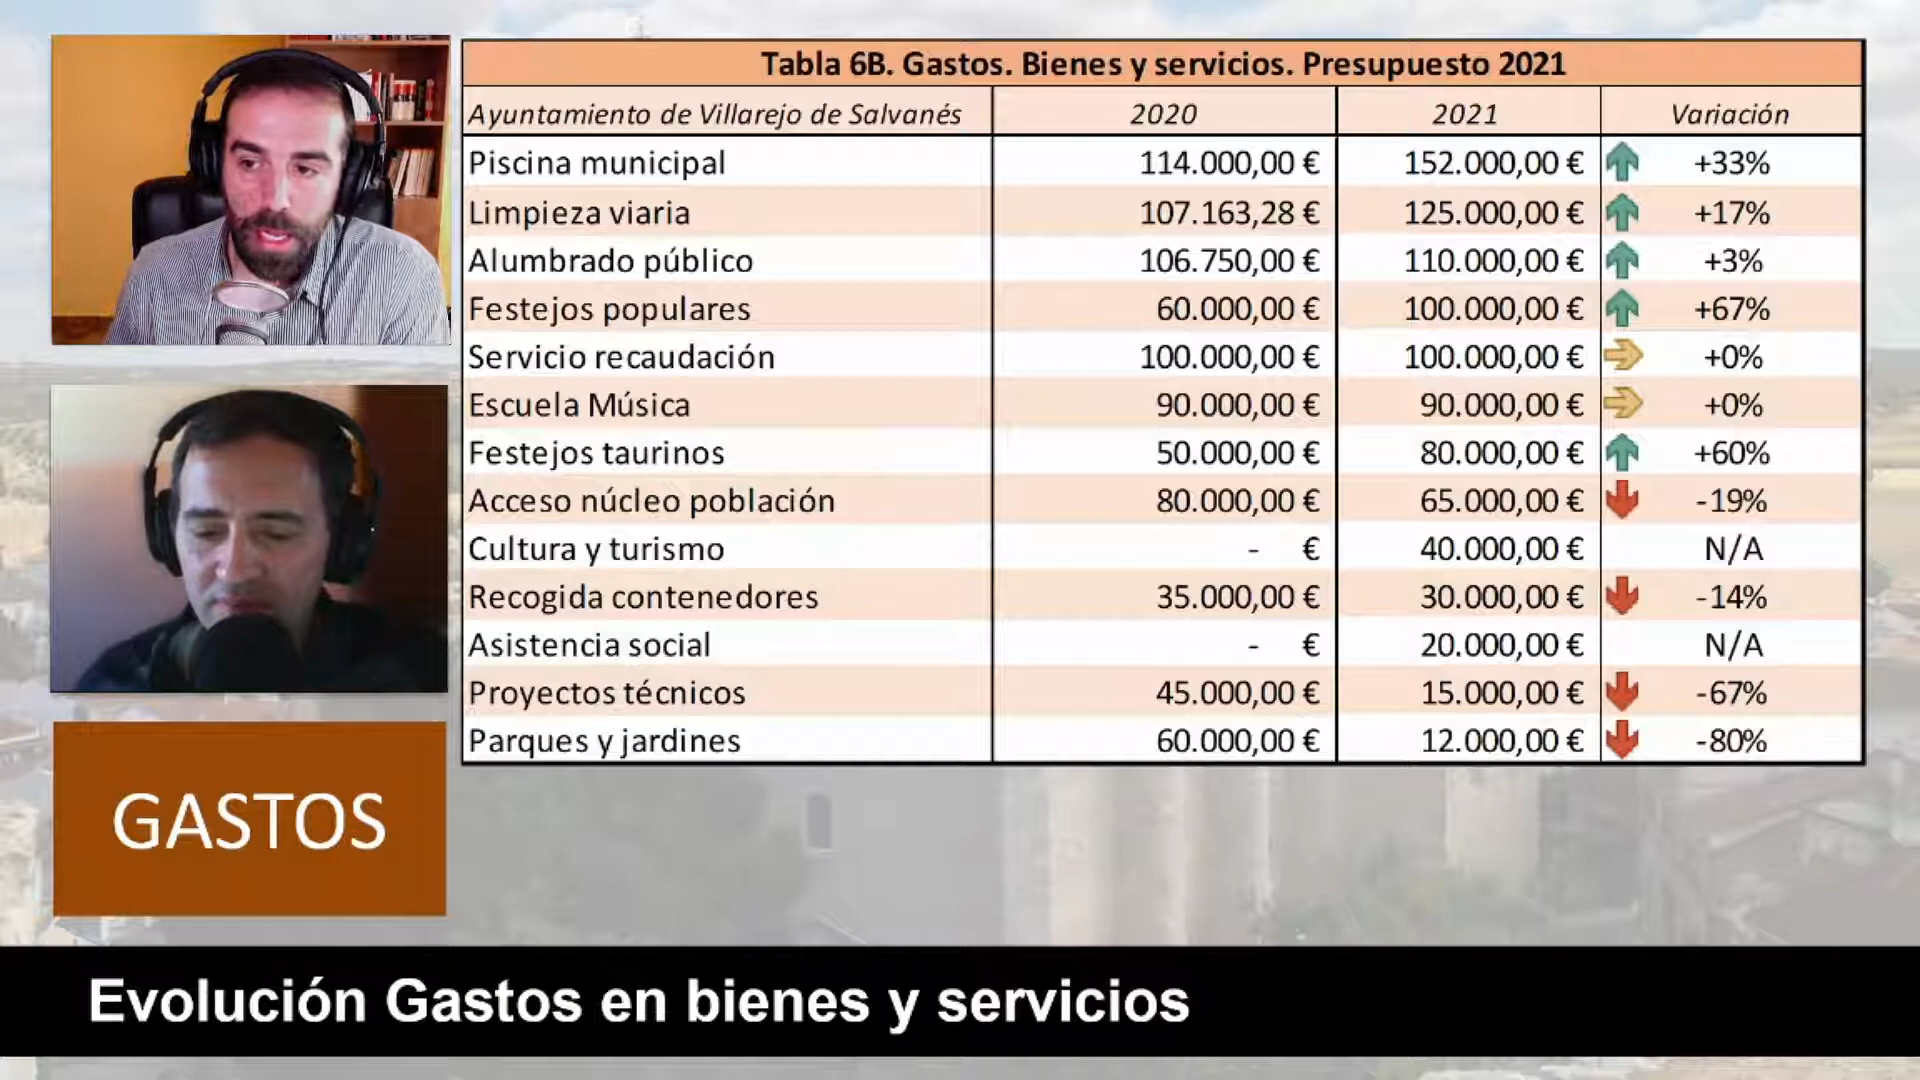 Tabla 6B. Gastos. Bienes y servicios. Presupuesto 2021
Ayuntamiento de Villarejo de Salvanés 2020 2021 Variación
Piscina municipal 114.000,00 € 152.000,00 € +33%
Limpieza viaria 107.163,28 € 125.000,00 € +17%
Alumbrado público 106.750,00 € 110.000,00 € +3%
Festejos populares 60.000,00 € 100.000,00 € +67%
Servicio recaudación 100.000,00 € 100.000,00 € +0%
Escuela Música 90.000,00 € 90.000,00 € +0%
Festejos taurinos 50.000,00 € 80.000,00 € +60%
Acceso núcleo población 80.000,00 € 65.000,00 € -19%
Cultura y turismo - € 40.000,00 € N/A
Recogida contenedores 35.000,00 € 30.000,00 € -14%
Asistencia social - € 20.000,00 € N/A
Proyectos técnicos 45.000,00 € 15.000,00 € -67%
Parques y jardines 60.000,00 € 12.000,00 € -80%
GASTOS
Evolución Gastos en bienes y servicios